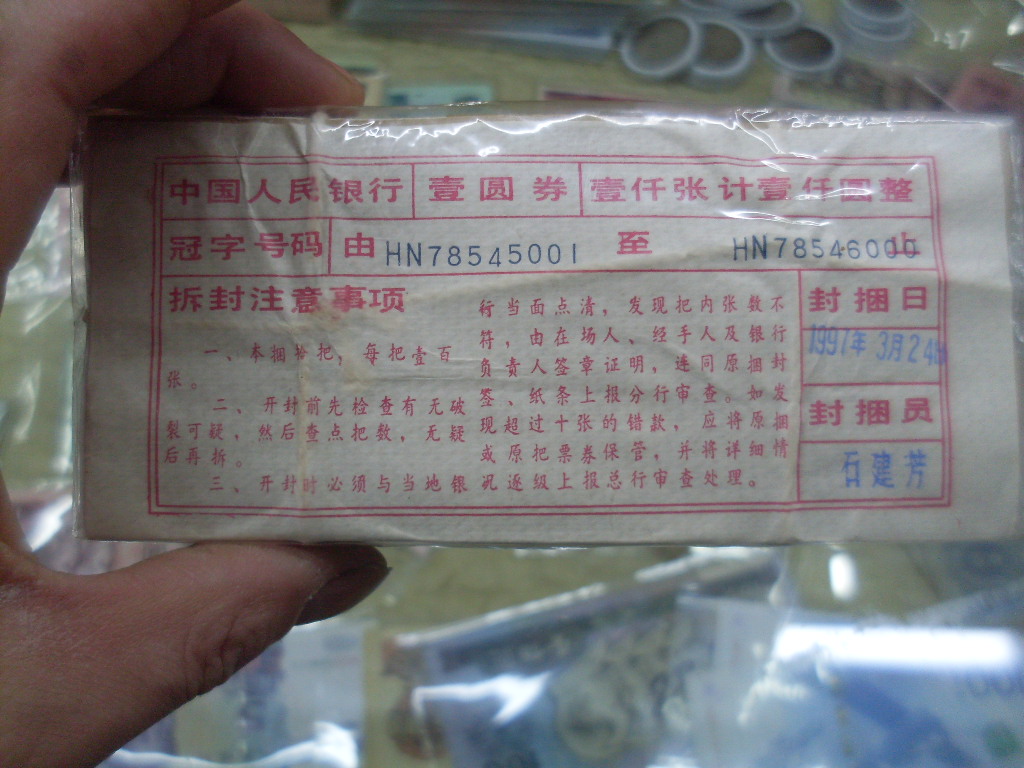 中国人民银行 壹圆券 壹仟张计壹仟圆整
冠字号码 由 HN78545001 至 HN78546000 止
拆封注意事项
一、本捆拾把，每把壹百
张。
二、开封前先检查有无破
裂可疑，然后查点把数，无疑
后再拆。
三、开封时必须与当地银
行当面点清，发现把内张数不
符，由在场人、经手人及银行
负责人签章证明，连同原捆封
签、纸条上报分行审查。如发
现超过十张的错款，应将原捆
或原把票券保管，并将详细情
况逐级上报总行审查处理。
封捆日
1997年 3月24日
封捆员
石建芳